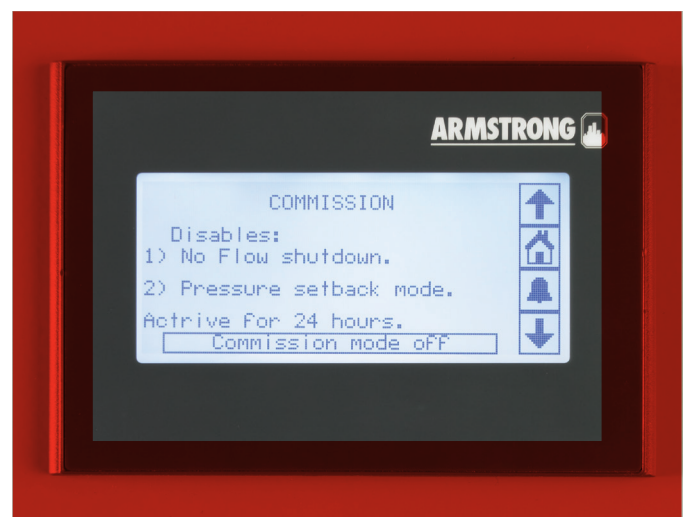 ARMSTRONG
COMMISSION
Disables:
1) No Flow shutdown.
2) Pressure setback mode.
Actrive for 24 hours.
Commission mode off